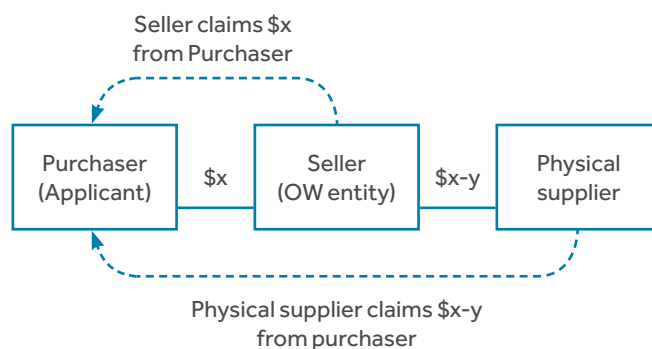 Seller claims $x
from Purchaser
Purchaser
(Applicant)
$x
Seller
(OW entity)
$x-y
Physical
supplier
Physical supplier claims $x-y
from purchaser